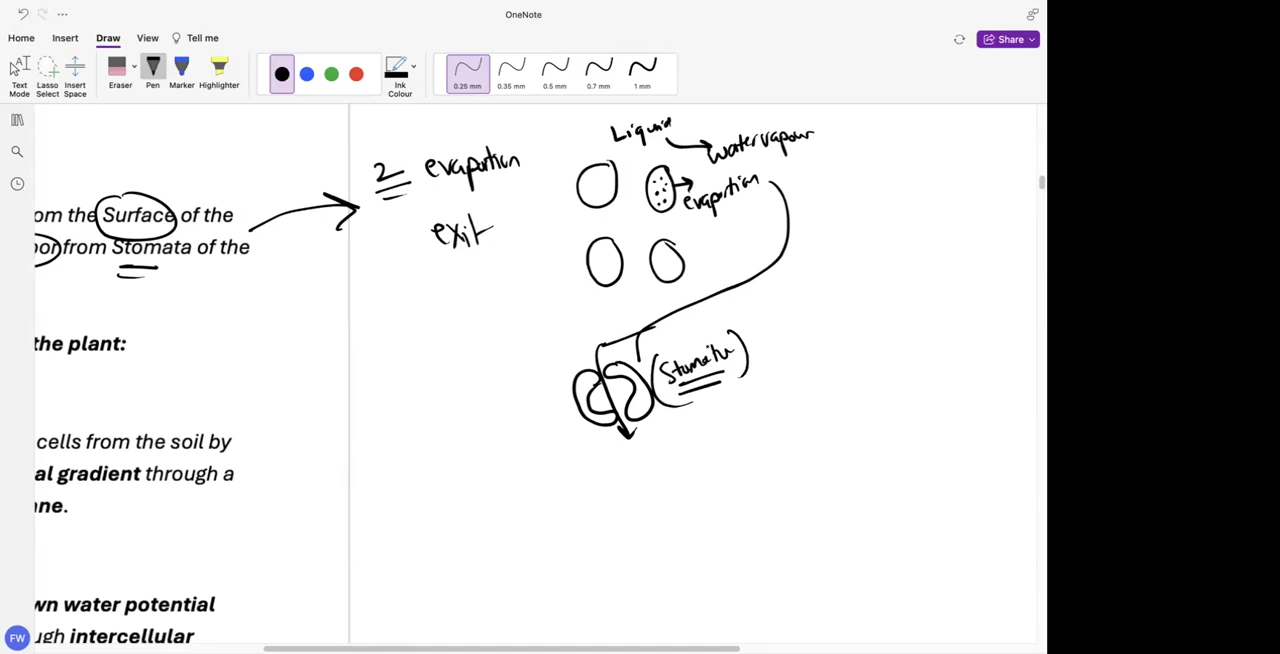 OneNote
Home Insert Draw View Tell me
Share
Text Mode
Lasso Select
Insert Space
Eraser
Pen
Marker
Highlighter
Ink Colour
0.25 mm
0.35 mm
0.5 mm
0.7 mm
1 mm
om the Surface of the
por from Stomata of the
the plant:
cells from the soil by
al gradient through a
ane.
wn water potential
ugh intercellular
2 evaportion
exit
Liquid
water vapour
evaportion
(Stomata)
FW